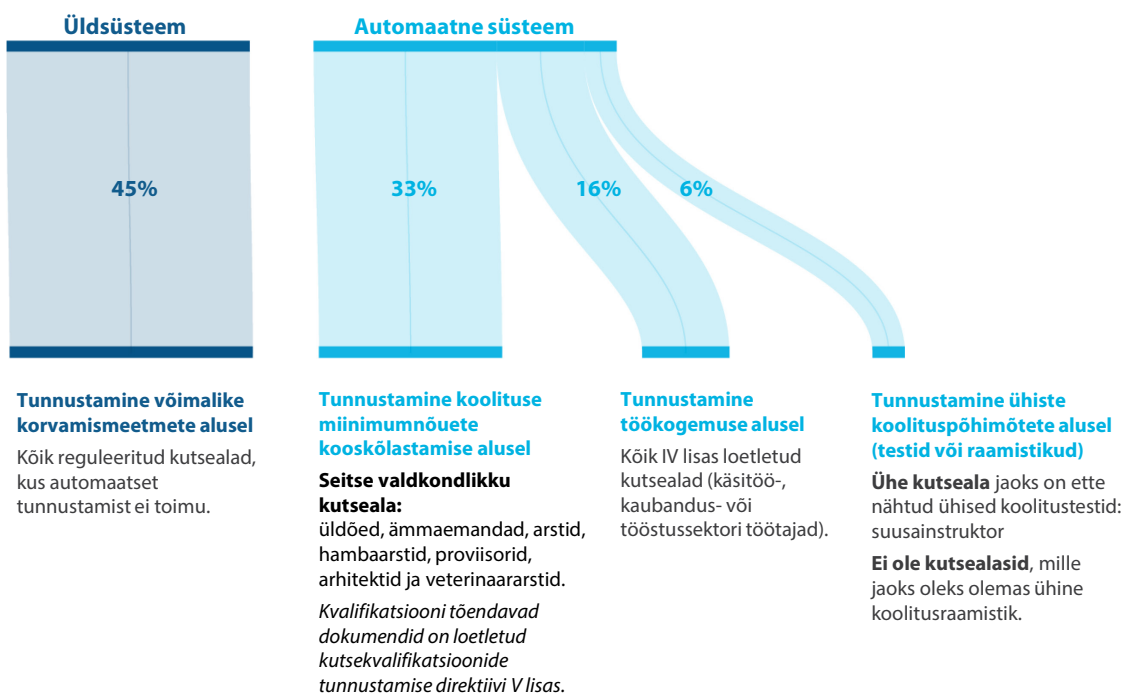 Üldsüsteem
Automaatne süsteem
45%
33%
16%
6%
Tunnustamine võimalike
korvamismeetmete alusel
Kõik reguleeritud kutsealad,
kus automaatset
tunnustamist ei toimu.
Tunnustamine koolituse
miinimumnõuete
kooskõlastamise alusel
Seitse valdkondlikku
kutseala:
üldõed, ämmaemandad, arstid,
hambaarstid, proviisorid,
arhitektid ja veterinaararstid.
Kvalifikatsiooni tõendavad
dokumendid on loetletud
kutsekvalifikatsioonide
tunnustamise direktiivi V lisas.
Tunnustamine
töökogemuse alusel
Kõik IV lisas loetletud
kutsealad (käsitöö-,
kaubandus- või
tööstussektori töötajad).
Tunnustamine ühiste
koolituspõhimõtete alusel
(testid või raamistikud)
Ühe kutseala jaoks on ette
nähtud ühised koolitustestid:
suusainstruktor
Ei ole kutsealasid, mille
jaoks oleks olemas ühine
koolitusraamistik.